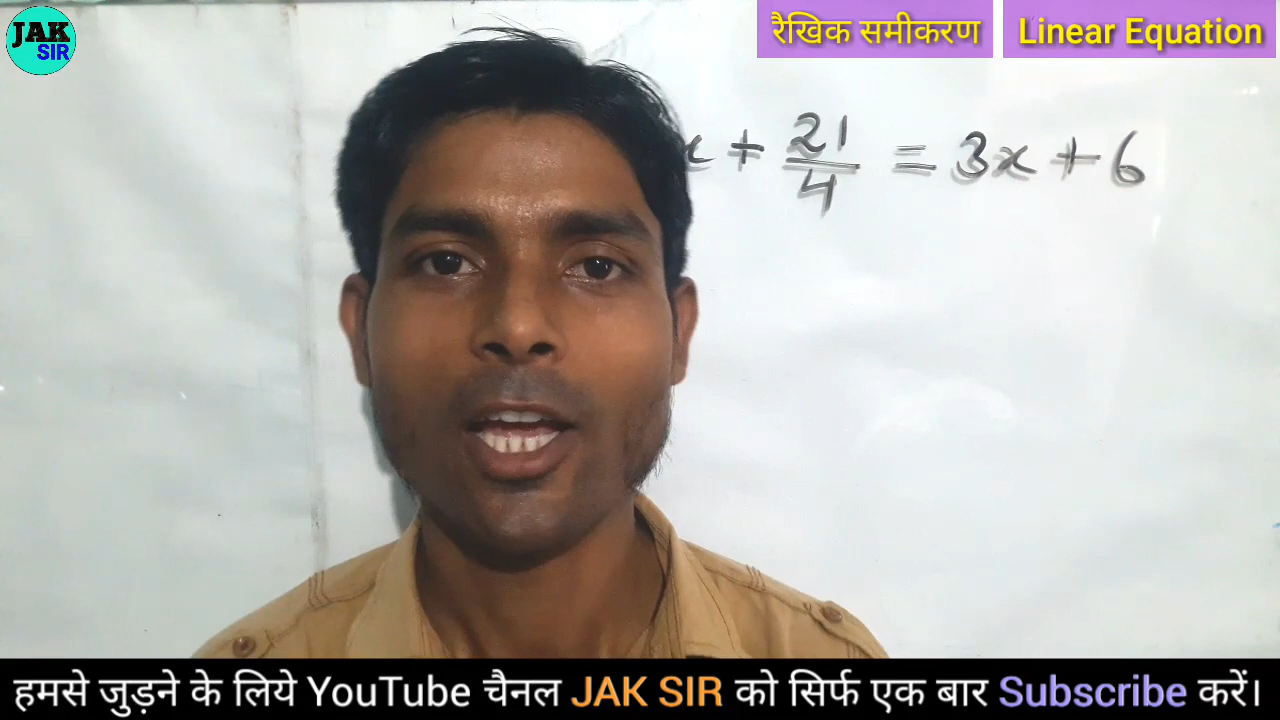 JAK
SIR
रैखिक समीकरण
Linear Equation
x + 21/4 = 3x + 6
हमसे जुड़ने के लिये YouTube चैनल JAK SIR को सिर्फ एक बार Subscribe करें।